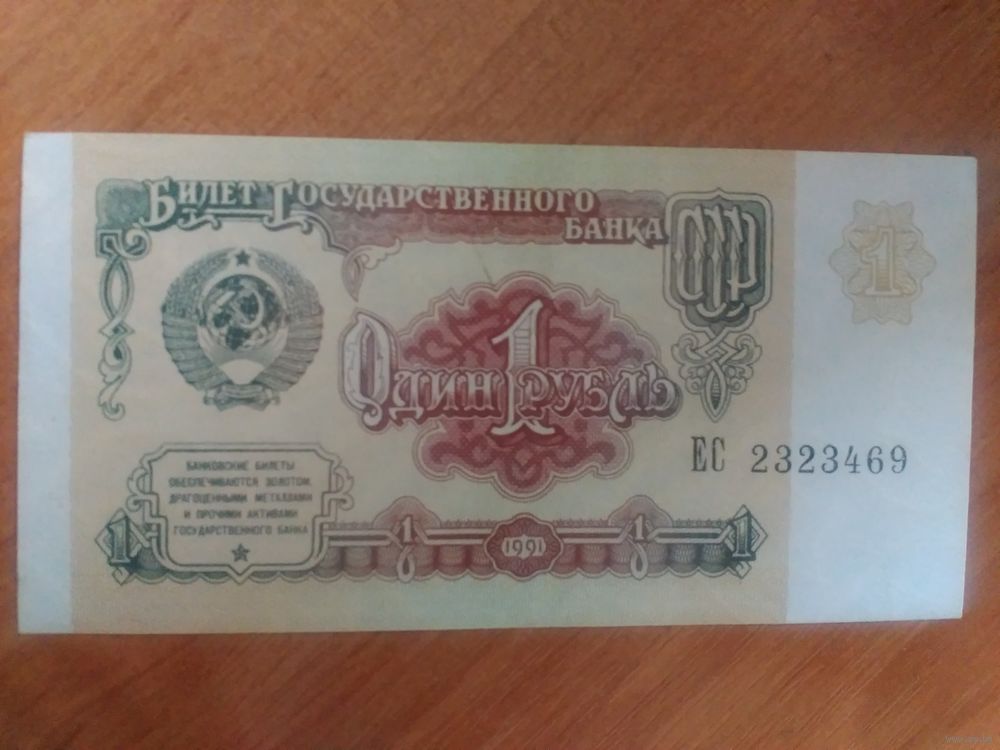 Билет Государственного
Банка СССР
1
Один 1 рубль
ЕС 2323469
БАНКОВСКИЕ БИЛЕТЫ
ОБЕСПЕЧИВАЮТСЯ ЗОЛОТОМ,
ДРАГОЦЕННЫМИ МЕТАЛЛАМИ
И ПРОЧИМИ АКТИВАМИ
ГОСУДАРСТВЕННОГО БАНКА
1 1 1991 1 1